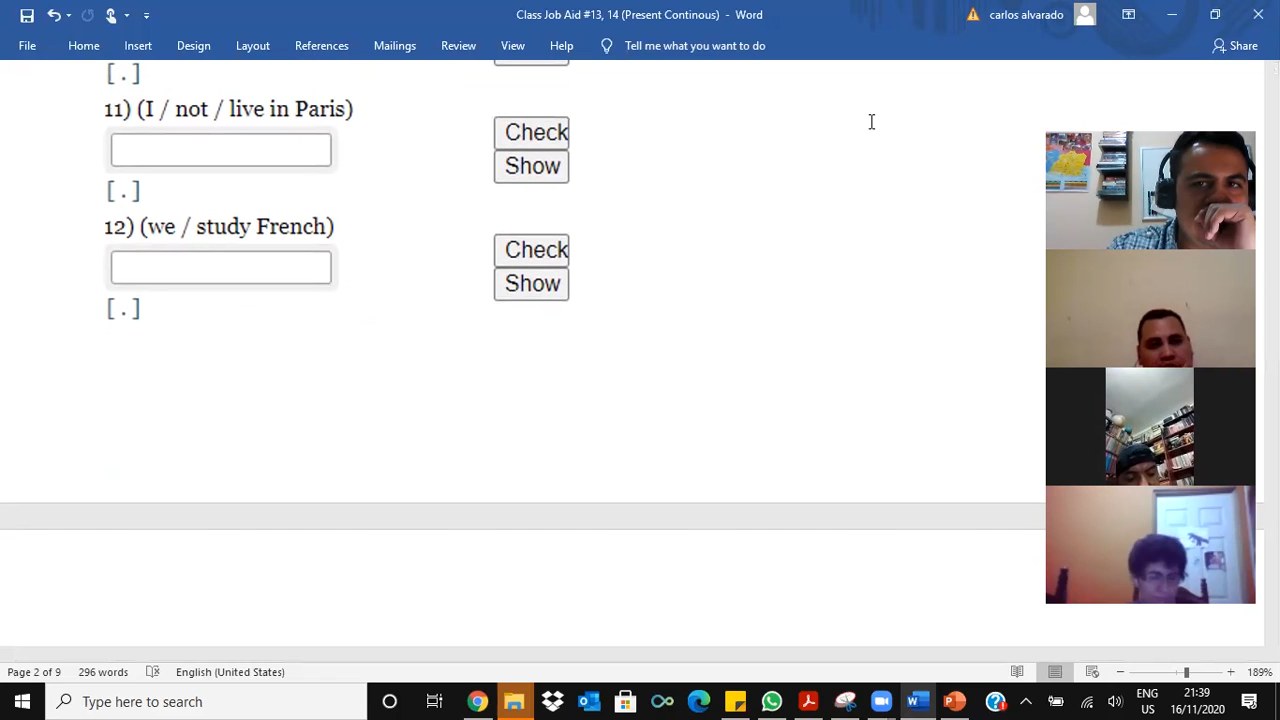 Class Job Aid #13, 14 (Present Continous) - Word
carlos alvarado
File Home Insert Design Layout References Mailings Review View Help Tell me what you want to do Share
[ . ]
11) (I / not / live in Paris)
Check
Show
[ . ]
12) (we / study French)
Check
Show
[ . ]
Page 2 of 9 296 words English (United States) 189%
Type here to search
ENG 21:39
US 16/11/2020